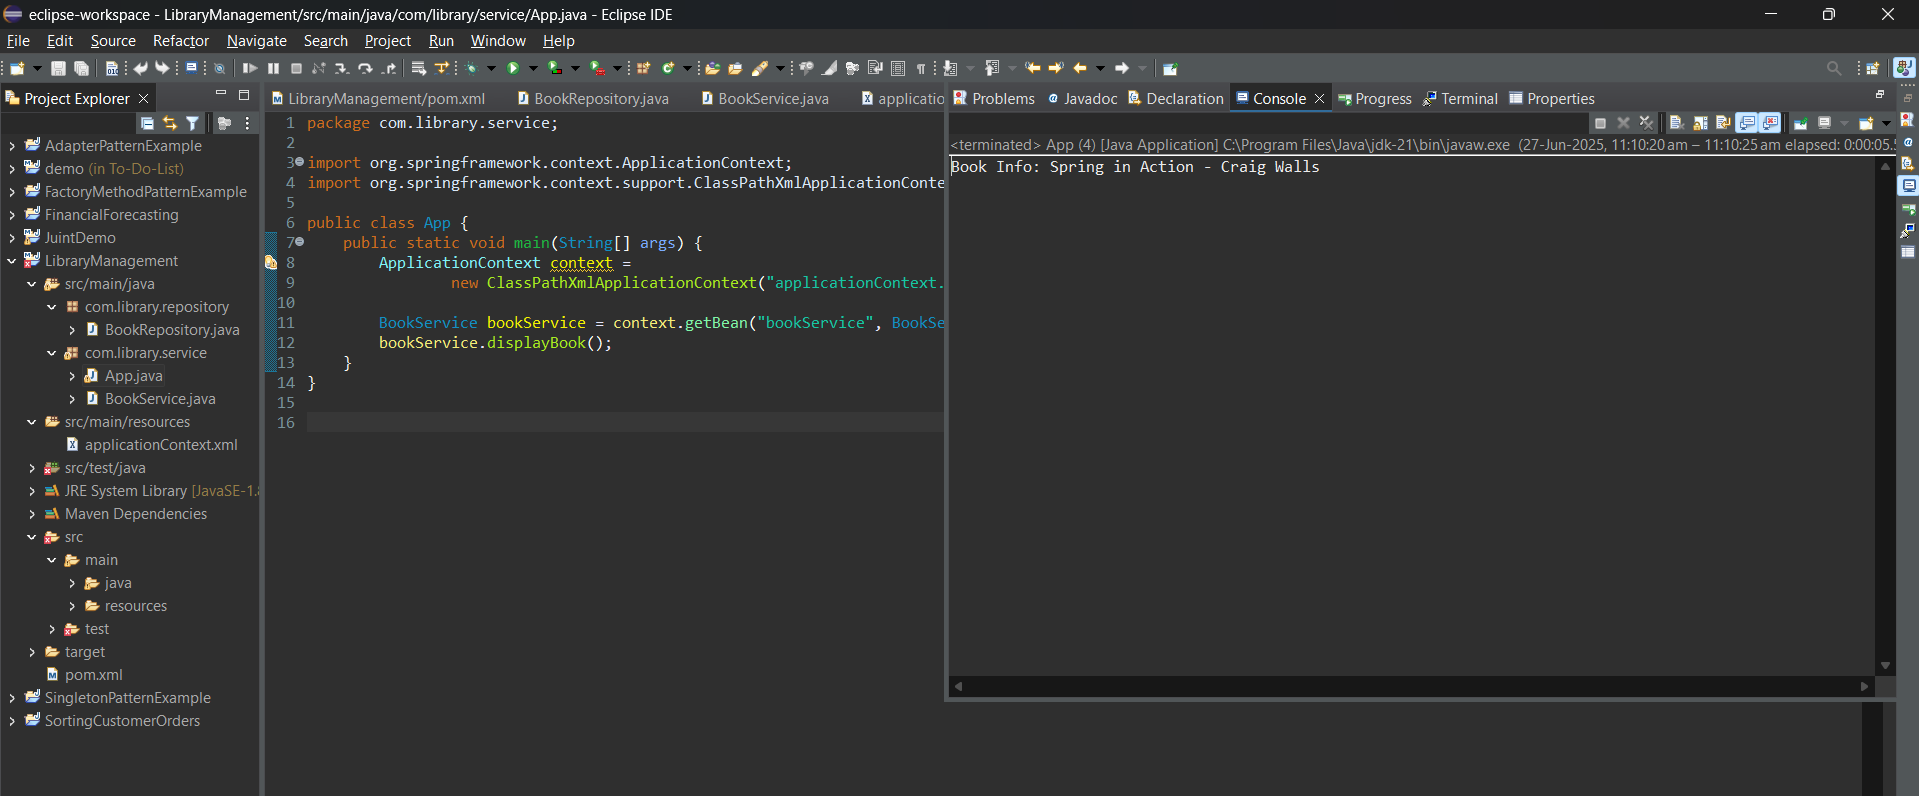 eclipse-workspace - LibraryManagement/src/main/java/com/library/service/App.java - Eclipse IDE
File Edit Source Refactor Navigate Search Project Run Window Help
Project Explorer
AdapterPatternExample
demo (in To-Do-List)
FactoryMethodPatternExample
FinancialForecasting
JuintDemo
LibraryManagement
src/main/java
com.library.repository
BookRepository.java
com.library.service
App.java
BookService.java
src/main/resources
applicationContext.xml
src/test/java
JRE System Library [JavaSE-1.8
Maven Dependencies
src
main
java
resources
test
target
pom.xml
SingletonPatternExample
SortingCustomerOrders
LibraryManagement/pom.xml BookRepository.java BookService.java applicatio
1 package com.library.service;
2
3 import org.springframework.context.ApplicationContext;
4 import org.springframework.context.support.ClassPathXmlApplicationConte
5
6 public class App {
7 public static void main(String[] args) {
8 ApplicationContext context =
9 new ClassPathXmlApplicationContext("applicationContext.
10
11 BookService bookService = context.getBean("bookService", BookSe
12 bookService.displayBook();
13 }
14 }
15
16
Problems Javadoc Declaration Console Progress Terminal Properties
<terminated> App (4) [Java Application] C:\Program Files\Java\jdk-21\bin\javaw.exe (27-Jun-2025, 11:10:20 am – 11:10:25 am elapsed: 0:00:05.
Book Info: Spring in Action - Craig Walls